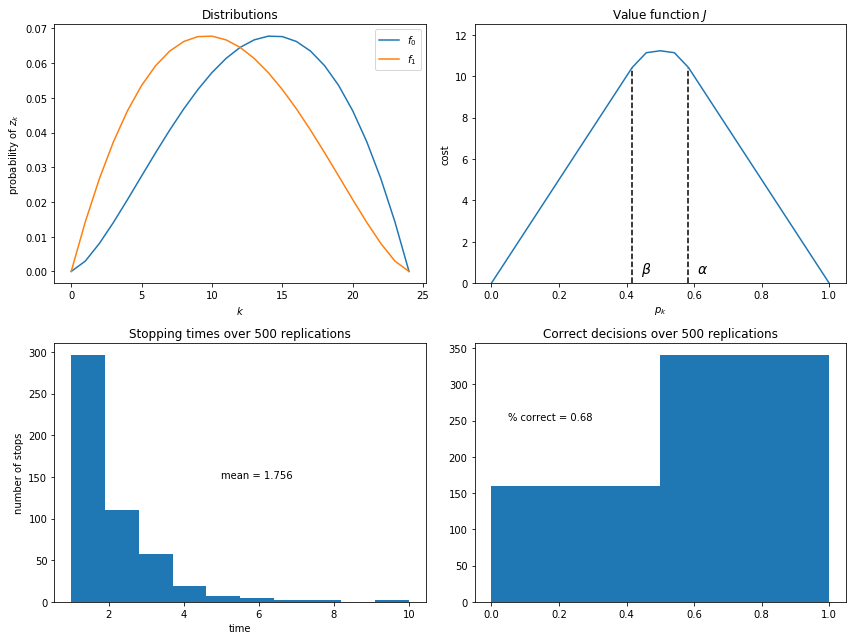 Distributions
0.07
0.06
0.05
0.04
0.03
0.02
0.01
0.00
probability of z_k
f_0
f_1
0 5 10 15 20 25
k
Value function J
12
10
8
6
4
2
0
cost
β α
0.0 0.2 0.4 0.6 0.8 1.0
p_k
Stopping times over 500 replications
300
250
200
150
100
50
0
number of stops
mean = 1.756
2 4 6 8 10
time
Correct decisions over 500 replications
350
300
250
200
150
100
50
0
% correct = 0.68
0.0 0.2 0.4 0.6 0.8 1.0